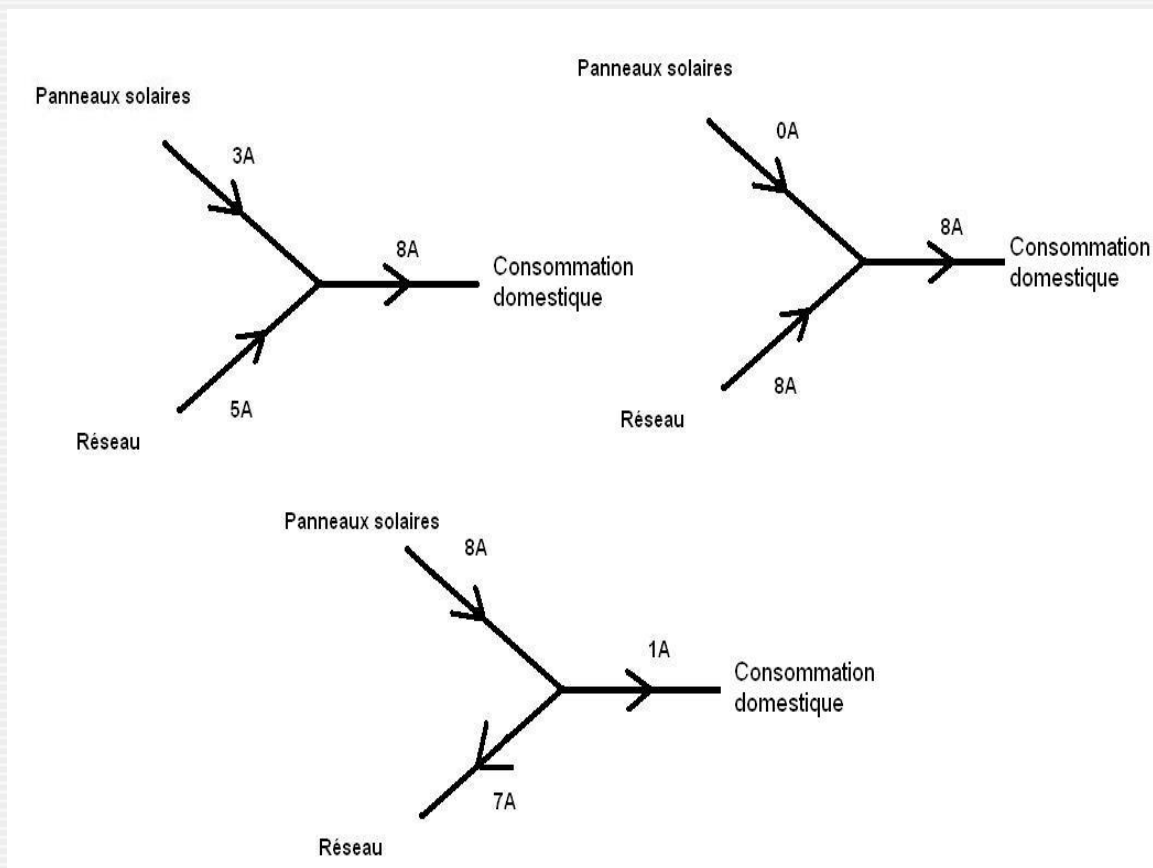 Panneaux solaires
3A
8A
Consommation
domestique
5A
Réseau
Panneaux solaires
0A
8A
Consommation
domestique
8A
Réseau
Panneaux solaires
8A
1A
Consommation
domestique
7A
Réseau